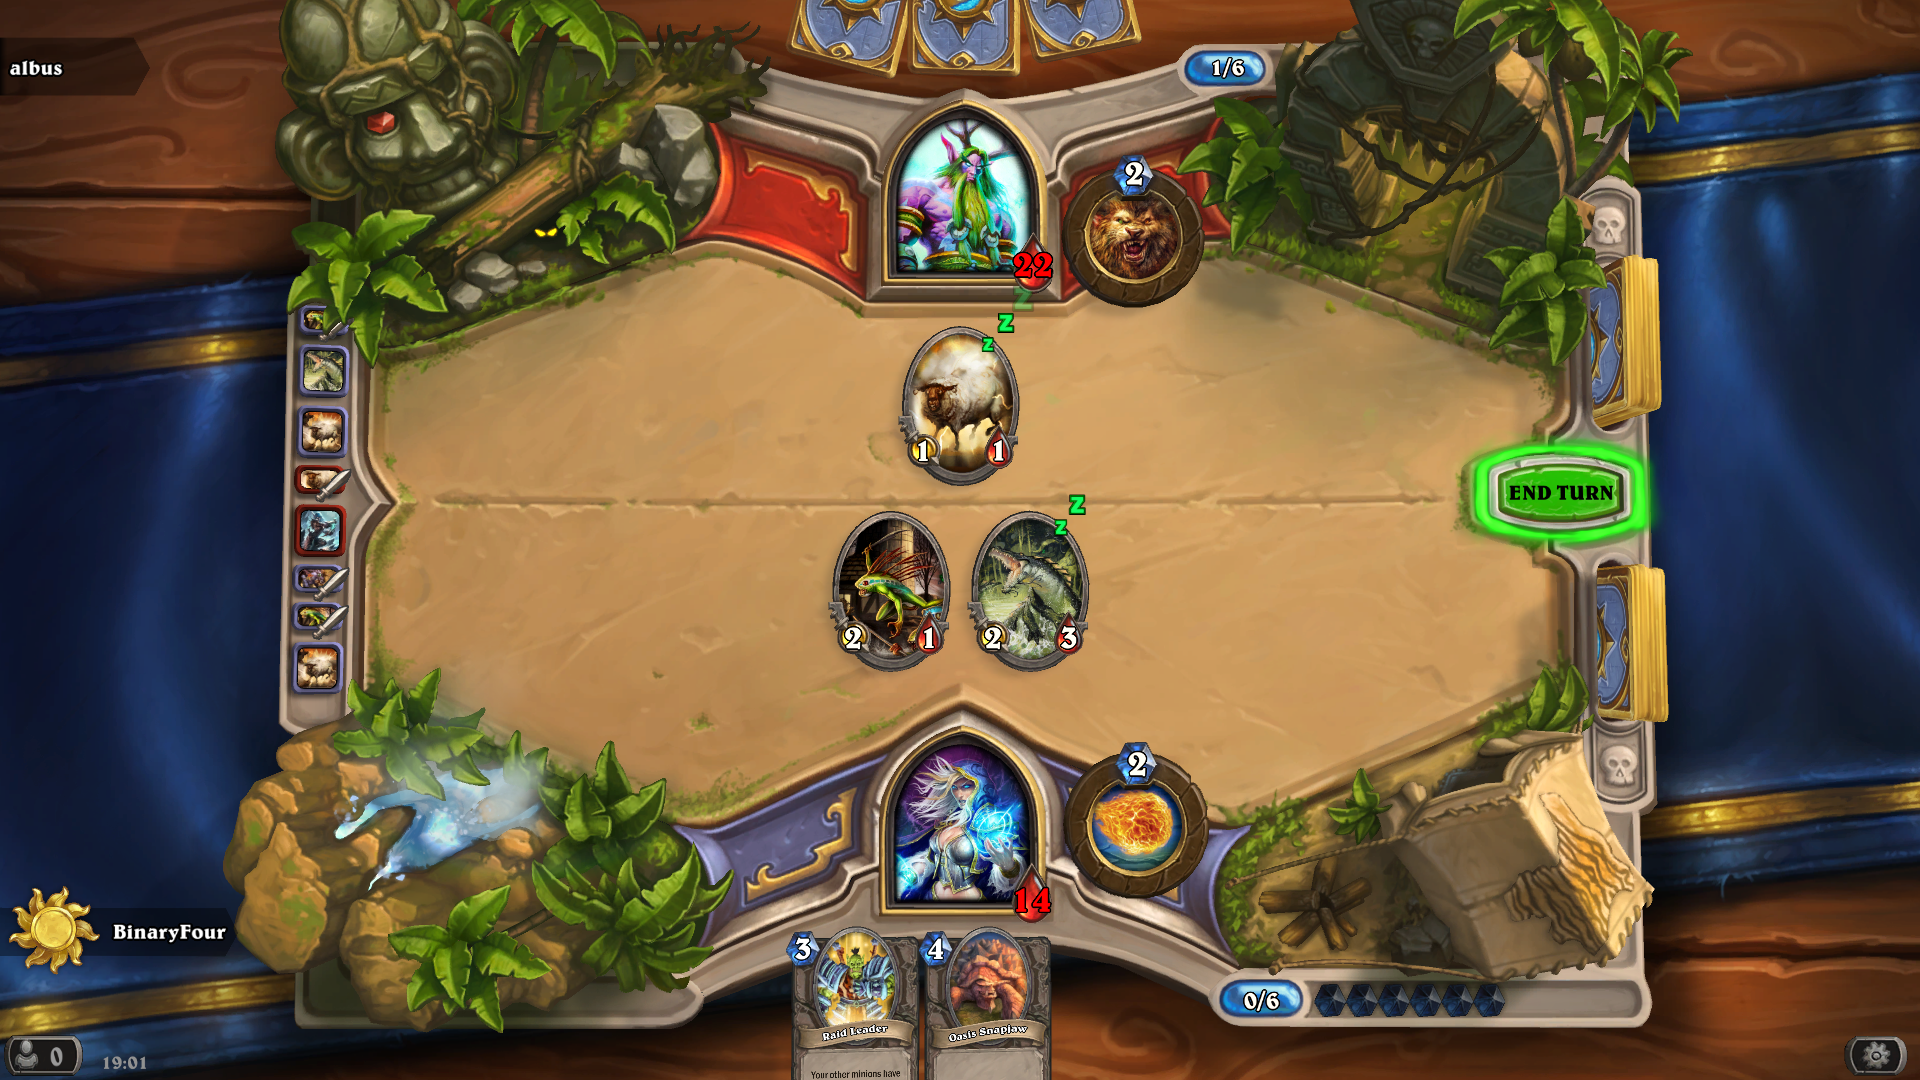 albus
1/6
2
22
z
z
z
1
1
END TURN
z
z
2
1
2
3
2
14
BinaryFour
3
4
Raid Leader
Oasis Snapjaw
Your other minions have
0/6
0
19:01